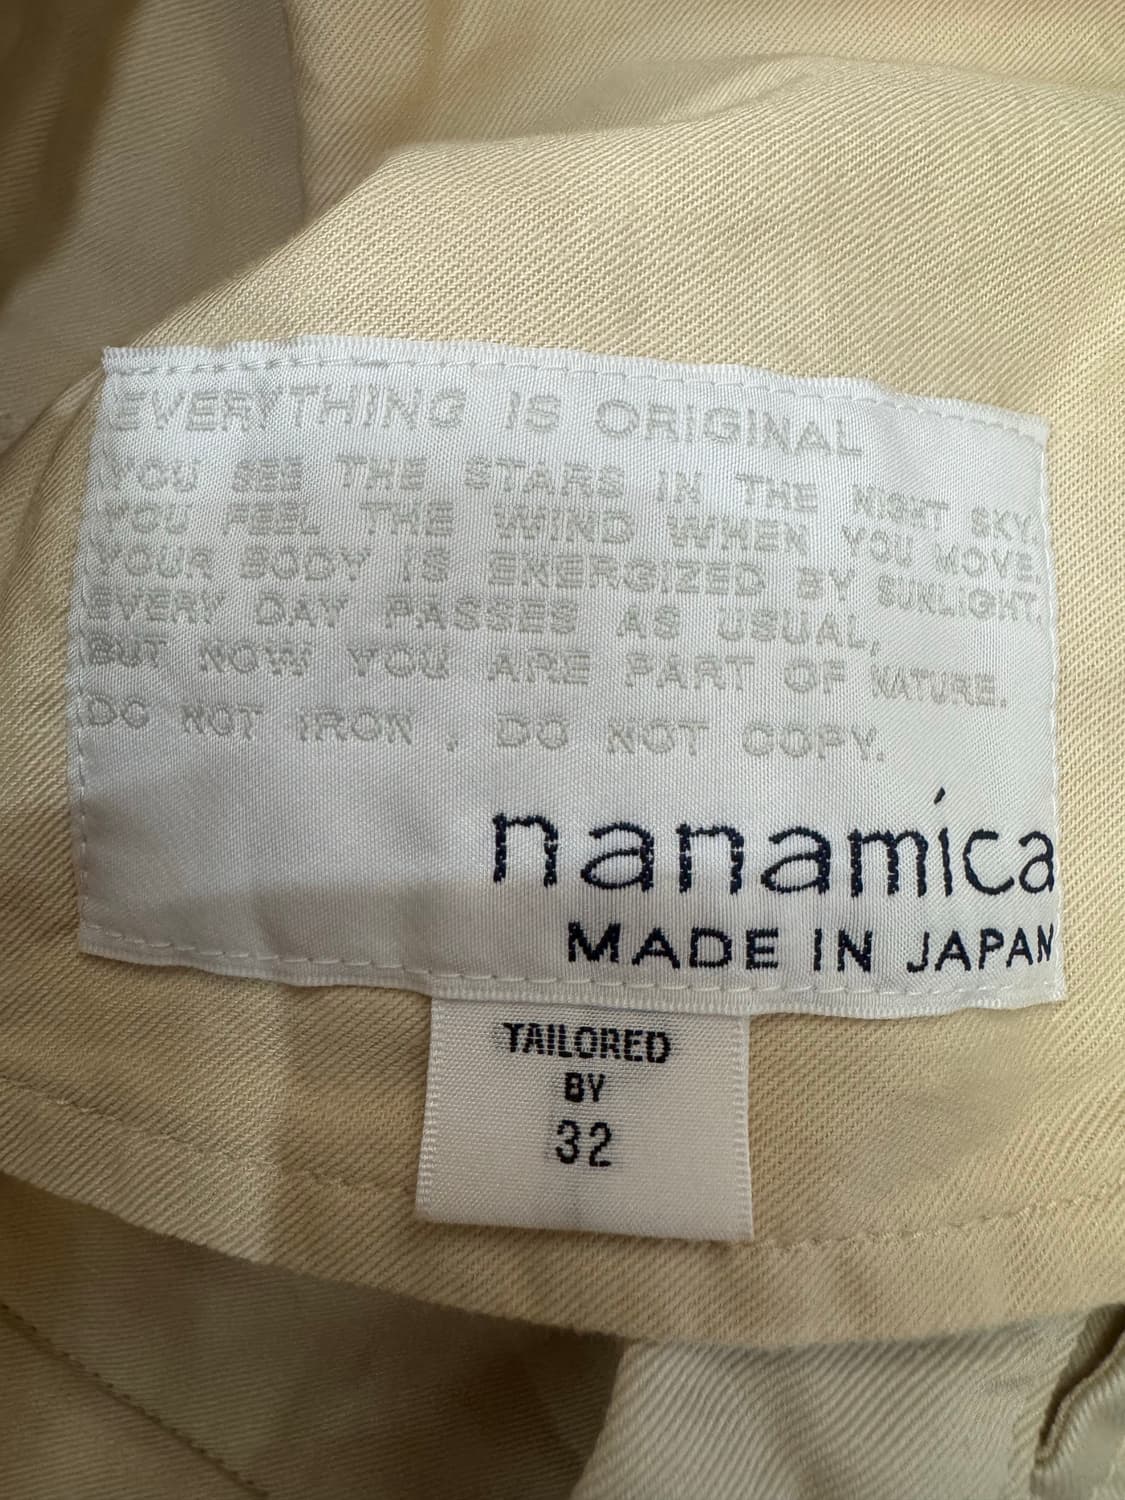 EVERYTHING IS ORIGINAL
YOU SEE THE STARS IN THE NIGHT SKY.
YOU FEEL THE WIND WHEN YOU MOVE.
YOUR BODY IS ENERGIZED BY SUNLIGHT.
EVERY DAY PASSES AS USUAL,
BUT NOW YOU ARE PART OF NATURE.
DO NOT IRON , DO NOT COPY.
nanamíca
MADE IN JAPAN
TAILORED
BY
32